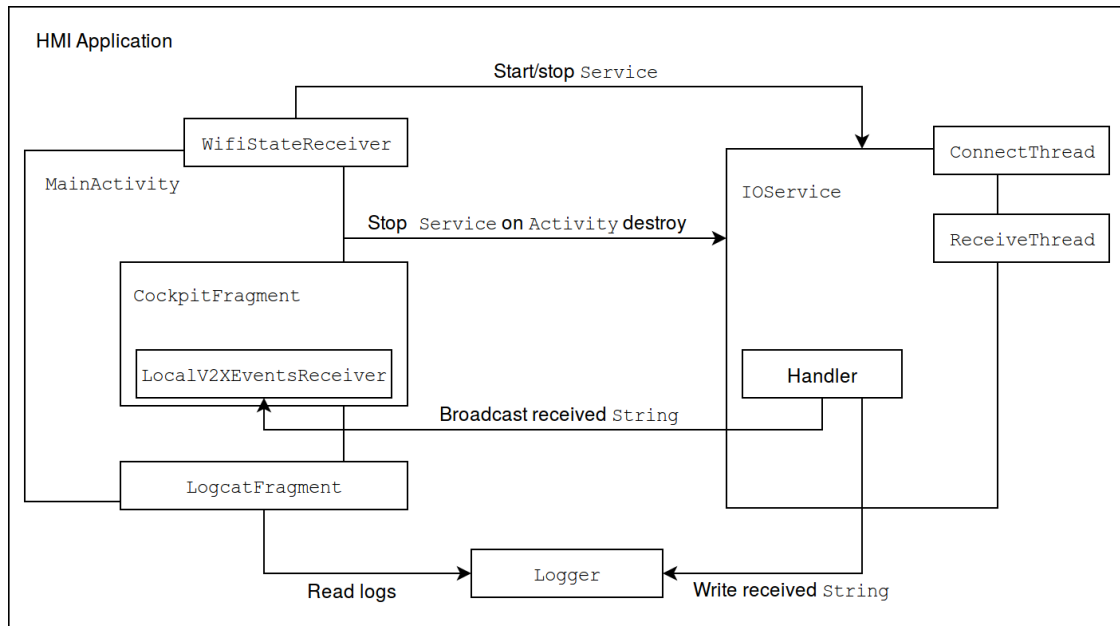 HMI Application
Start/stop Service
WifiStateReceiver
ConnectThread
MainActivity
IOService
Stop Service on Activity destroy
ReceiveThread
CockpitFragment
LocalV2XEventsReceiver
Handler
Broadcast received String
LogcatFragment
Logger
Read logs
Write received String